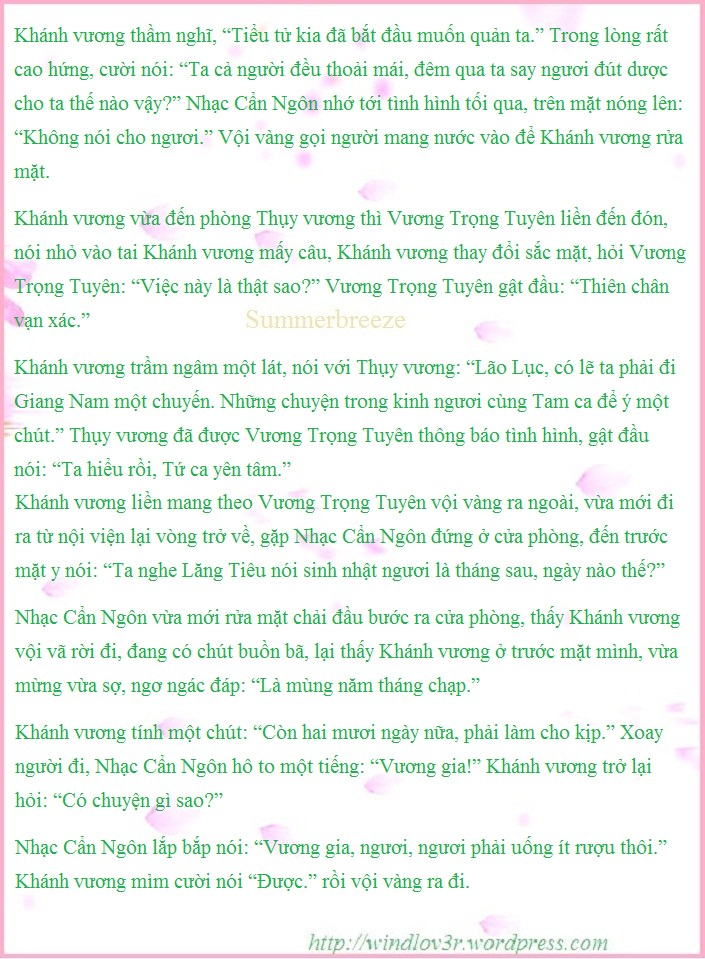 Khánh vương thầm nghĩ, “Tiểu tử kia đã bắt đầu muốn quản ta.” Trong lòng rất
cao hứng, cười nói: “Ta cả người đều thoải mái, đêm qua ta say ngươi đút dược
cho ta thế nào vậy?” Nhạc Cẩn Ngôn nhớ tới tình hình tối qua, trên mặt nóng lên:
“Không nói cho ngươi.” Vội vàng gọi người mang nước vào để Khánh vương rửa
mặt.
Khánh vương vừa đến phòng Thụy vương thì Vương Trọng Tuyên liền đến đón,
nói nhỏ vào tai Khánh vương mấy câu, Khánh vương thay đổi sắc mặt, hỏi Vương
Trọng Tuyên: “Việc này là thật sao?” Vương Trọng Tuyên gật đầu: “Thiên chân
vạn xác.”
Summerbreeze
Khánh vương trầm ngâm một lát, nói với Thụy vương: “Lão Lục, có lẽ ta phải đi
Giang Nam một chuyến. Những chuyện trong kinh ngươi cùng Tam ca để ý một
chút.” Thụy vương đã được Vương Trọng Tuyên thông báo tình hình, gật đầu
nói: “Ta hiểu rồi, Tứ ca yên tâm.”
Khánh vương liền mang theo Vương Trọng Tuyên vội vàng ra ngoài, vừa mới đi
ra từ nội viện lại vòng trở về, gặp Nhạc Cẩn Ngôn đứng ở cửa phòng, đến trước
mặt y nói: “Ta nghe Lăng Tiêu nói sinh nhật ngươi là tháng sau, ngày nào thế?”
Nhạc Cẩn Ngôn vừa mới rửa mặt chải đầu bước ra cửa phòng, thấy Khánh vương
vội vã rời đi, đang có chút buồn bã, lại thấy Khánh vương ở trước mặt mình, vừa
mừng vừa sợ, ngơ ngác đáp: “Là mùng năm tháng chạp.”
Khánh vương tính một chút: “Còn hai mươi ngày nữa, phải làm cho kịp.” Xoay
người đi, Nhạc Cẩn Ngôn hô to một tiếng: “Vương gia!” Khánh vương trở lại
hỏi: “Có chuyện gì sao?”
Nhạc Cẩn Ngôn lắp bắp nói: “Vương gia, ngươi, ngươi phải uống ít rượu thôi.”
Khánh vương mỉm cười nói “Được.” rồi vội vàng ra đi.
http://windlov3r.wordpress.com